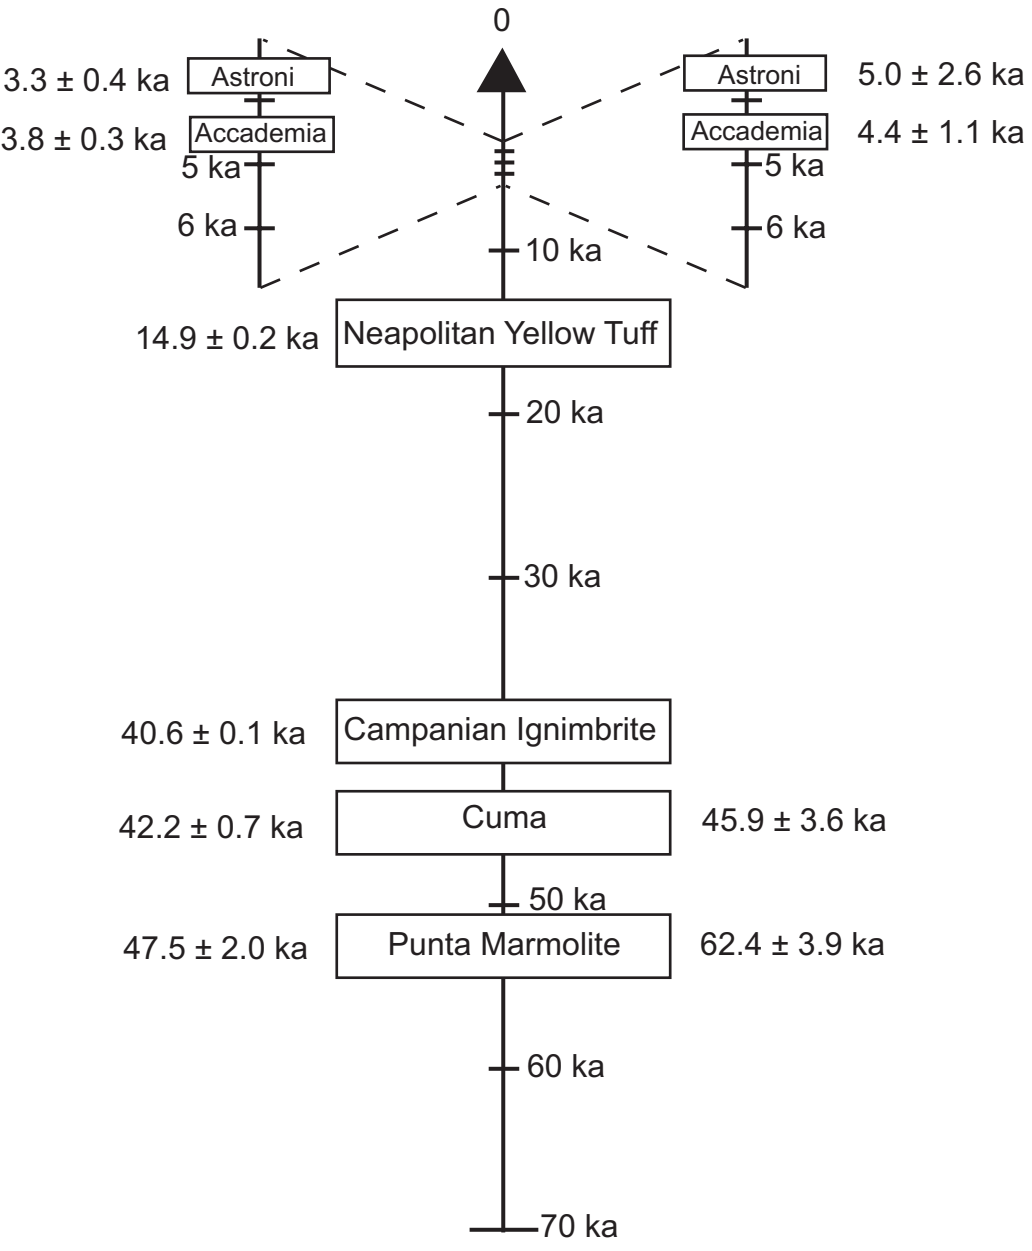 0
3.3 ± 0.4 ka
Astroni
Astroni
5.0 ± 2.6 ka
3.8 ± 0.3 ka
Accademia
Accademia
4.4 ± 1.1 ka
5 ka
5 ka
6 ka
6 ka
10 ka
14.9 ± 0.2 ka
Neapolitan Yellow Tuff
20 ka
30 ka
40.6 ± 0.1 ka
Campanian Ignimbrite
42.2 ± 0.7 ka
Cuma
45.9 ± 3.6 ka
50 ka
47.5 ± 2.0 ka
Punta Marmolite
62.4 ± 3.9 ka
60 ka
70 ka